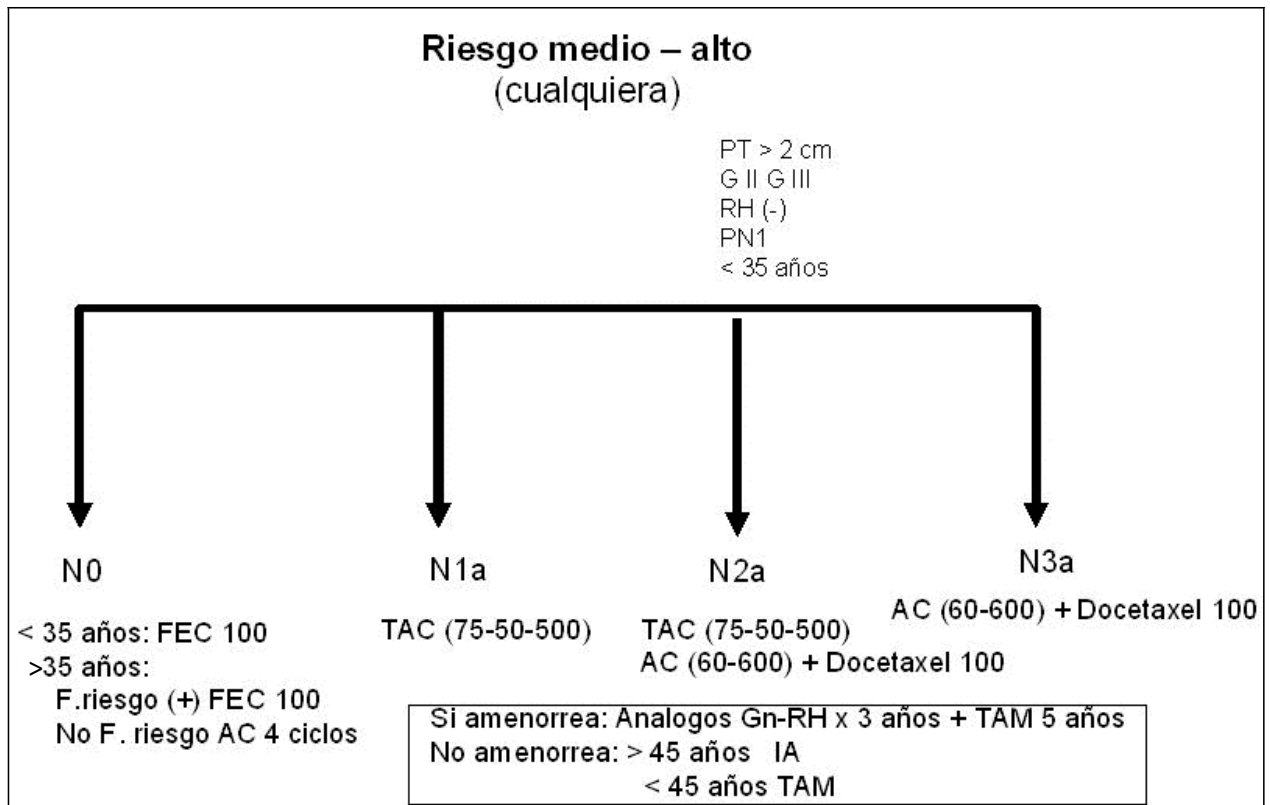 Riesgo medio – alto
(cualquiera)
PT > 2 cm
G II G III
RH (-)
PN1
< 35 años
N0
< 35 años: FEC 100
>35 años:
F.riesgo (+) FEC 100
No F. riesgo AC 4 ciclos
N1a
TAC (75-50-500)
N2a
TAC (75-50-500)
AC (60-600) + Docetaxel 100
N3a
AC (60-600) + Docetaxel 100
Si amenorrea: Analogos Gn-RH x 3 años + TAM 5 años
No amenorrea: > 45 años IA
< 45 años TAM